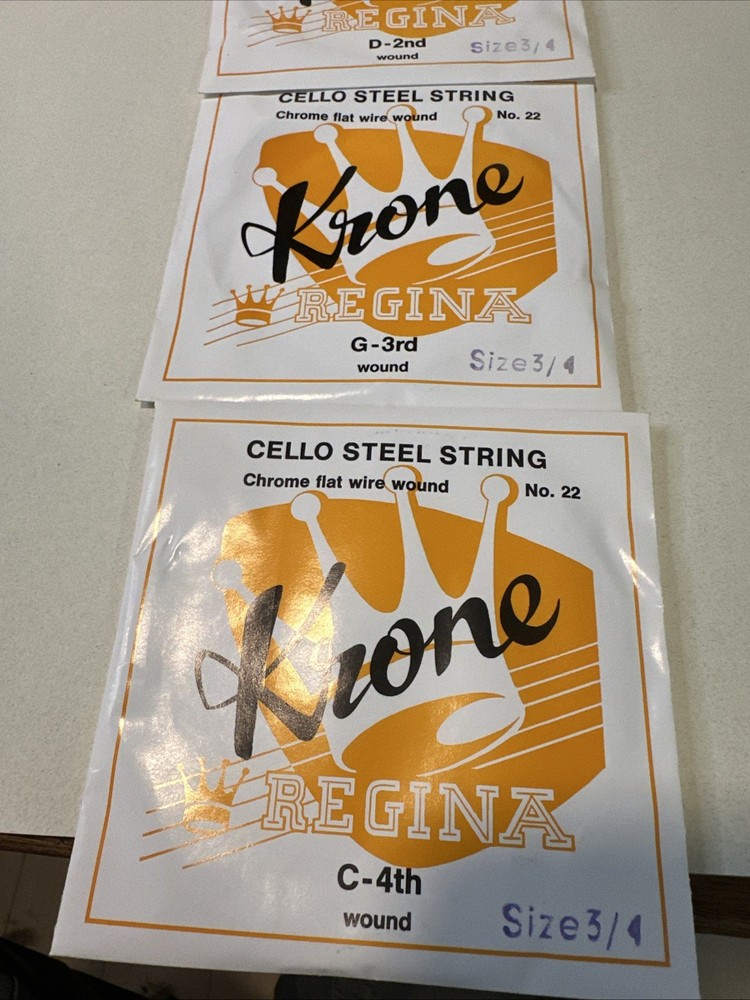 REGINA
D-2nd
wound
Size 3/4
CELLO STEEL STRING
Chrome flat wire wound
No. 22
Krone
REGINA
G-3rd
wound
Size 3/4
CELLO STEEL STRING
Chrome flat wire wound
No. 22
Krone
REGINA
C-4th
wound
Size 3/4